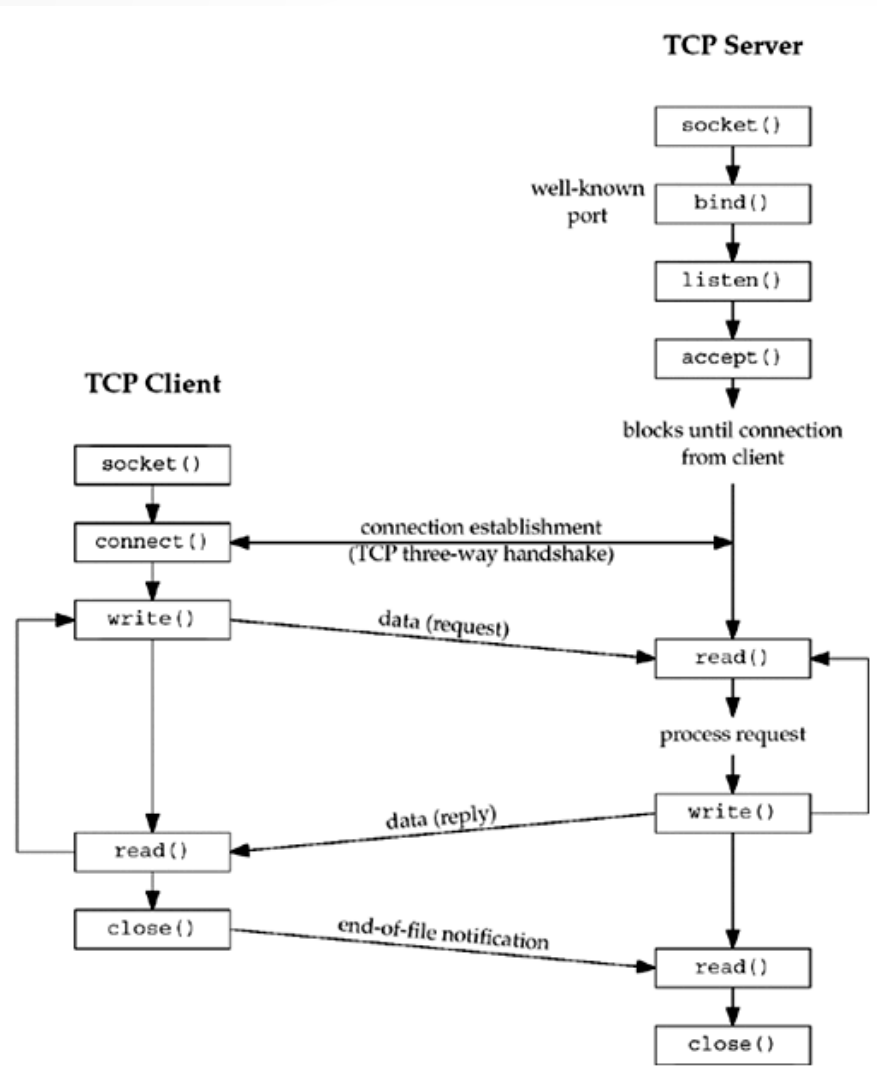 TCP Server
socket()
well-known
port
bind()
listen()
accept()
blocks until connection
from client
TCP Client
socket()
connect()
connection establishment
(TCP three-way handshake)
write()
data (request)
read()
process request
write()
data (reply)
read()
close()
end-of-file notification
read()
close()